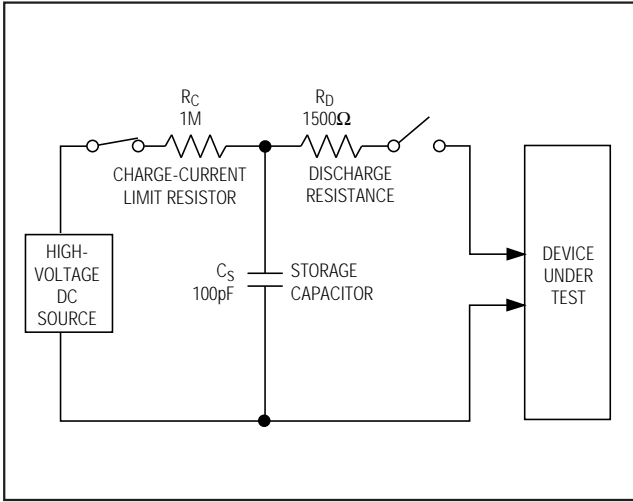 R_C
1M
CHARGE-CURRENT
LIMIT RESISTOR
R_D
1500Ω
DISCHARGE
RESISTANCE
HIGH-
VOLTAGE
DC
SOURCE
C_S
100pF
STORAGE
CAPACITOR
DEVICE
UNDER
TEST